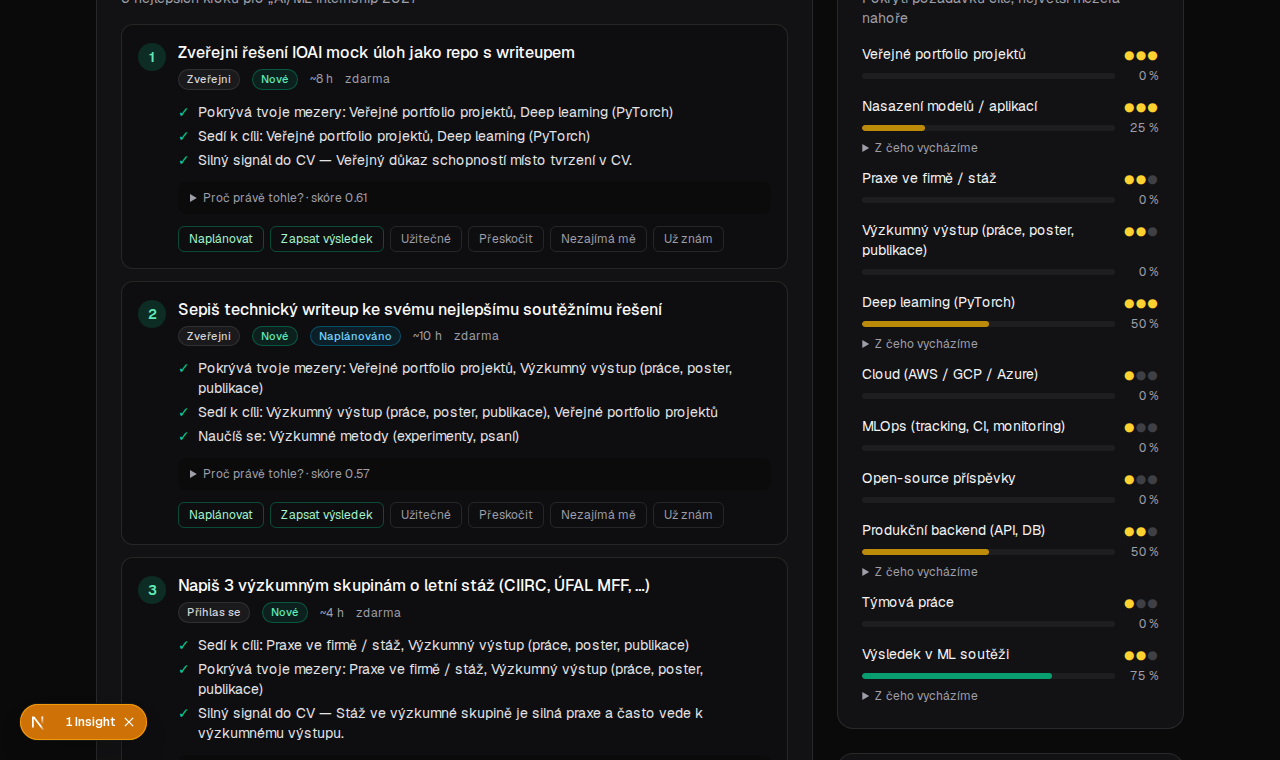 nahoře
1
Zveřejni řešení IOAI mock úloh jako repo s writeupem
Zveřejni Nové ~8 h zdarma
✓ Pokrývá tvoje mezery: Veřejné portfolio projektů, Deep learning (PyTorch)
✓ Sedí k cíli: Veřejné portfolio projektů, Deep learning (PyTorch)
✓ Silný signál do CV — Veřejný důkaz schopností místo tvrzení v CV.
▶ Proč právě tohle? · skóre 0.61
Naplánovat Zapsat výsledek Užitečné Přeskočit Nezajímá mě Už znám
2
Sepiš technický writeup ke svému nejlepšímu soutěžnímu řešení
Zveřejni Nové Naplánováno ~10 h zdarma
✓ Pokrývá tvoje mezery: Veřejné portfolio projektů, Výzkumný výstup (práce, poster,
publikace)
✓ Sedí k cíli: Výzkumný výstup (práce, poster, publikace), Veřejné portfolio projektů
✓ Naučíš se: Výzkumné metody (experimenty, psaní)
▶ Proč právě tohle? · skóre 0.57
Naplánovat Zapsat výsledek Užitečné Přeskočit Nezajímá mě Už znám
3
Napiš 3 výzkumným skupinám o letní stáž (CIIRC, ÚFAL MFF, …)
Přihlas se Nové ~4 h zdarma
✓ Sedí k cíli: Praxe ve firmě / stáž, Výzkumný výstup (práce, poster, publikace)
✓ Pokrývá tvoje mezery: Praxe ve firmě / stáž, Výzkumný výstup (práce, poster,
publikace)
✓ Silný signál do CV — Stáž ve výzkumné skupině je silná praxe a často vede k
výzkumnému výstupu.
Veřejné portfolio projektů
0 %
Nasazení modelů / aplikací
25 %
▶ Z čeho vycházíme
Praxe ve firmě / stáž
0 %
Výzkumný výstup (práce, poster,
publikace)
0 %
Deep learning (PyTorch)
50 %
▶ Z čeho vycházíme
Cloud (AWS / GCP / Azure)
0 %
MLOps (tracking, CI, monitoring)
0 %
Open-source příspěvky
0 %
Produkční backend (API, DB)
50 %
▶ Z čeho vycházíme
Týmová práce
0 %
Výsledek v ML soutěži
75 %
▶ Z čeho vycházíme
1 Insight